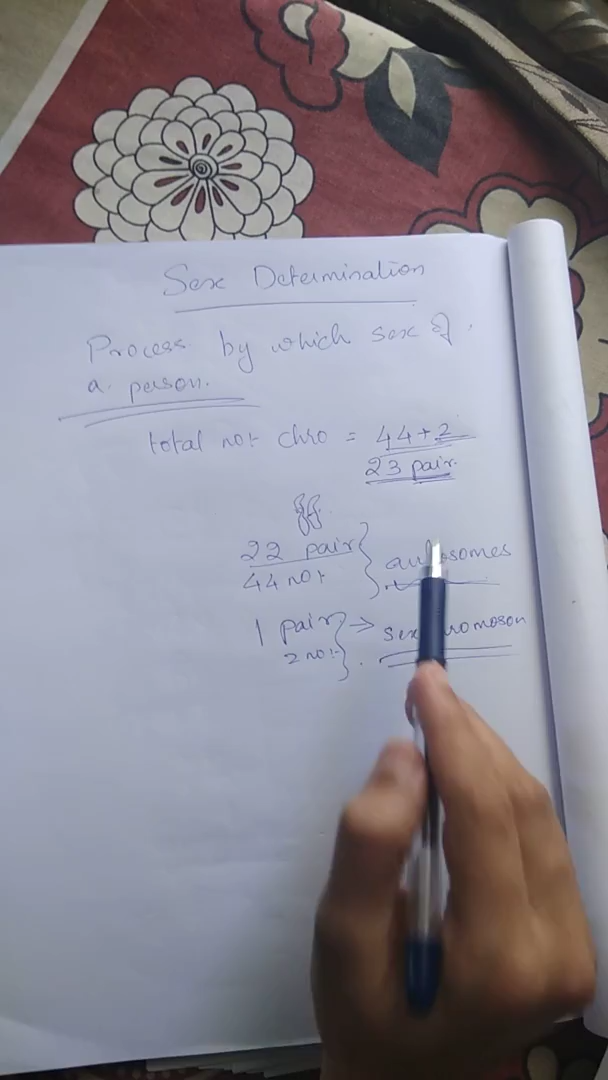 Sex Determination
Process by which sex of
a person.
total no:- chro = 44+2
23 pair.
22 pair
44 no:-
autosomes
1 pair → sex chromoson
2 no:-